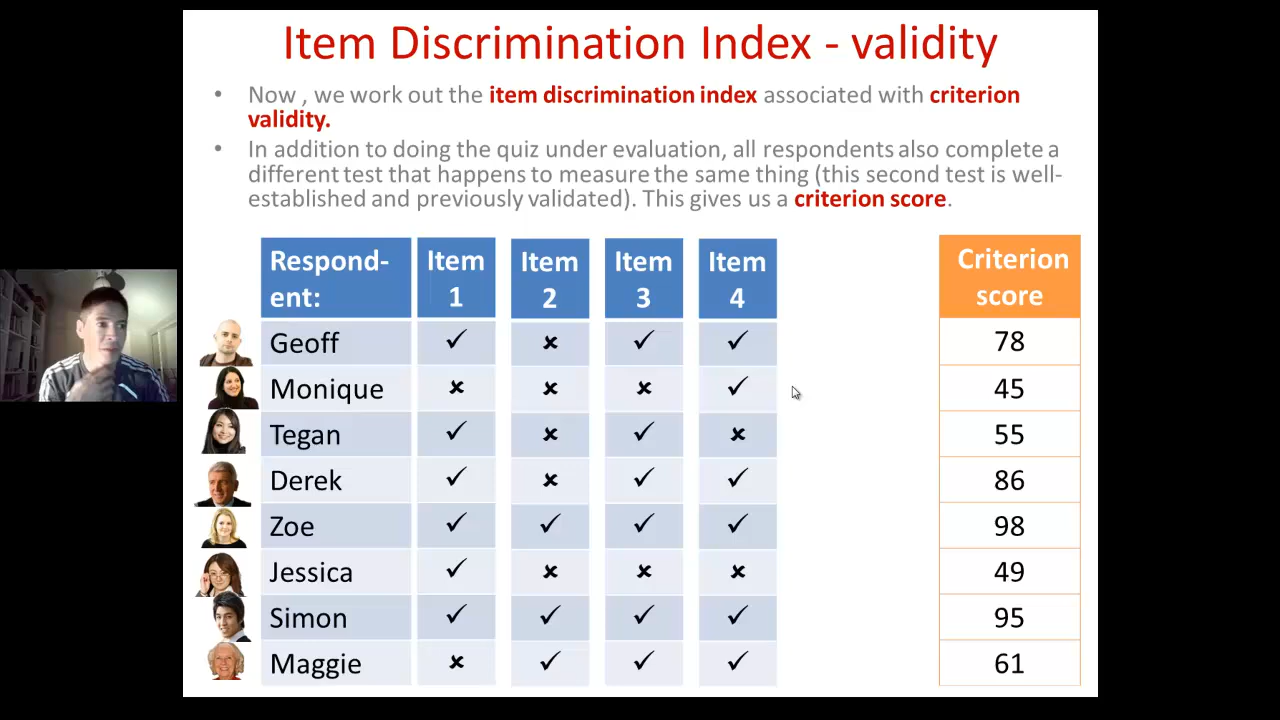 Item Discrimination Index - validity
• Now , we work out the item discrimination index associated with criterion
validity.
• In addition to doing the quiz under evaluation, all respondents also complete a
different test that happens to measure the same thing (this second test is well-
established and previously validated). This gives us a criterion score.
Respond-
ent:
Item
1
Item
2
Item
3
Item
4
Criterion
score
Geoff ✓ ✗ ✓ ✓ 78
Monique ✗ ✗ ✗ ✓ 45
Tegan ✓ ✗ ✓ ✗ 55
Derek ✓ ✗ ✓ ✓ 86
Zoe ✓ ✓ ✓ ✓ 98
Jessica ✓ ✗ ✗ ✗ 49
Simon ✓ ✓ ✓ ✓ 95
Maggie ✗ ✓ ✓ ✓ 61